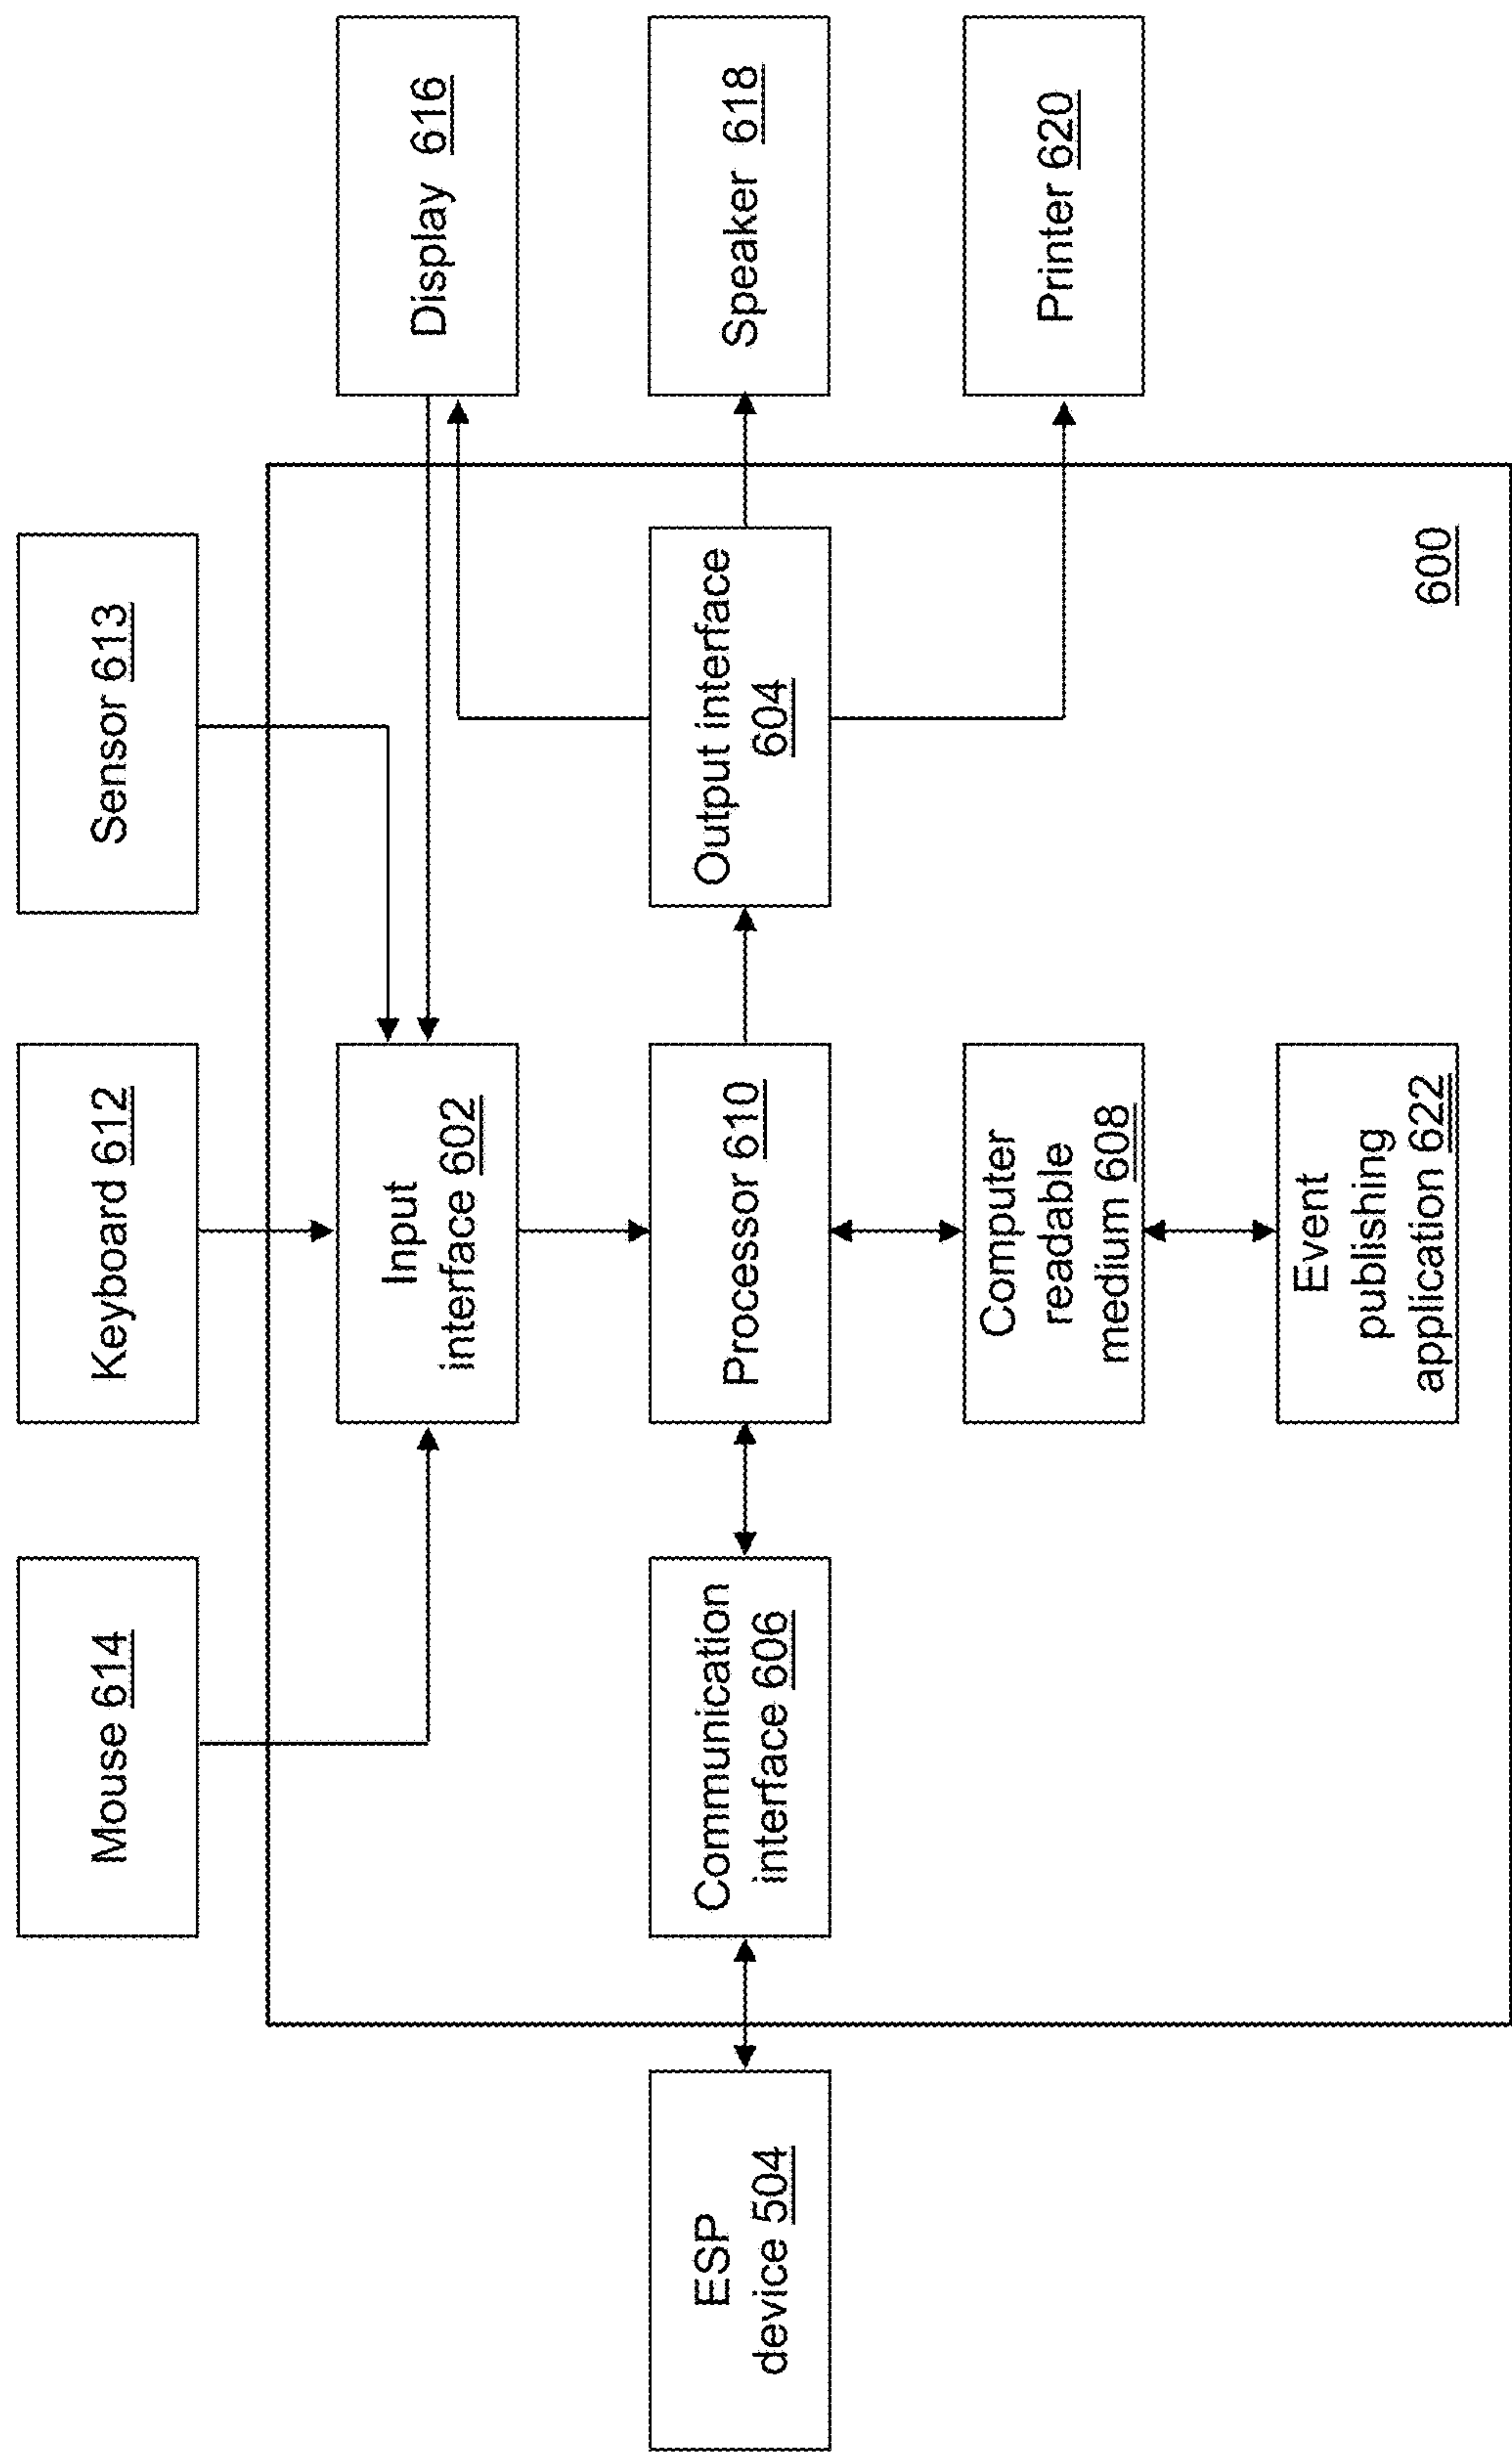 Mouse 614
Keyboard 612
Sensor 613
Input
interface 602
Display 616
ESP
device 504
Communication
interface 606
Processor 610
Output interface
604
Speaker 618
Computer
readable
medium 608
Printer 620
Event
publishing
application 622
600